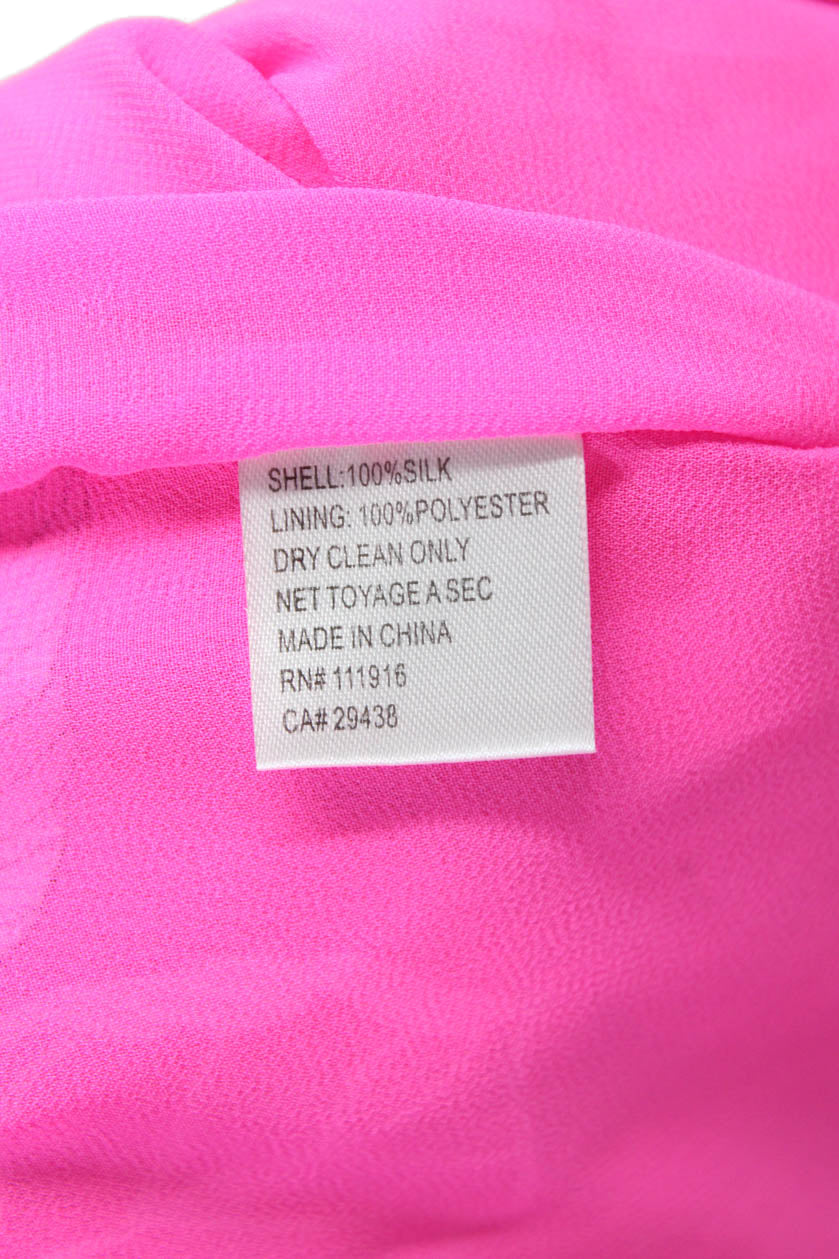 SHELL:100%SILK
LINING: 100%POLYESTER
DRY CLEAN ONLY
NET TOYAGE A SEC
MADE IN CHINA
RN# 111916
CA# 29438